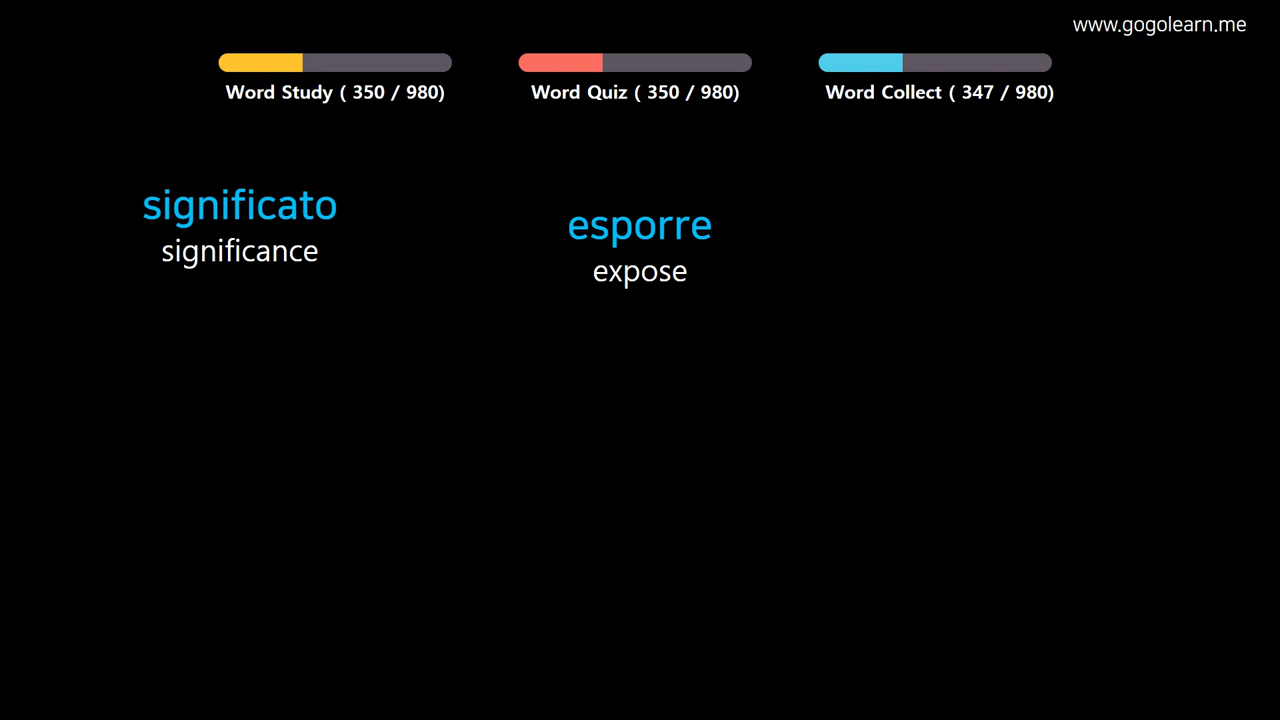 www.gogolearn.me
Word Study ( 350 / 980)
Word Quiz ( 350 / 980)
Word Collect ( 347 / 980)
significato
significance
esporre
expose